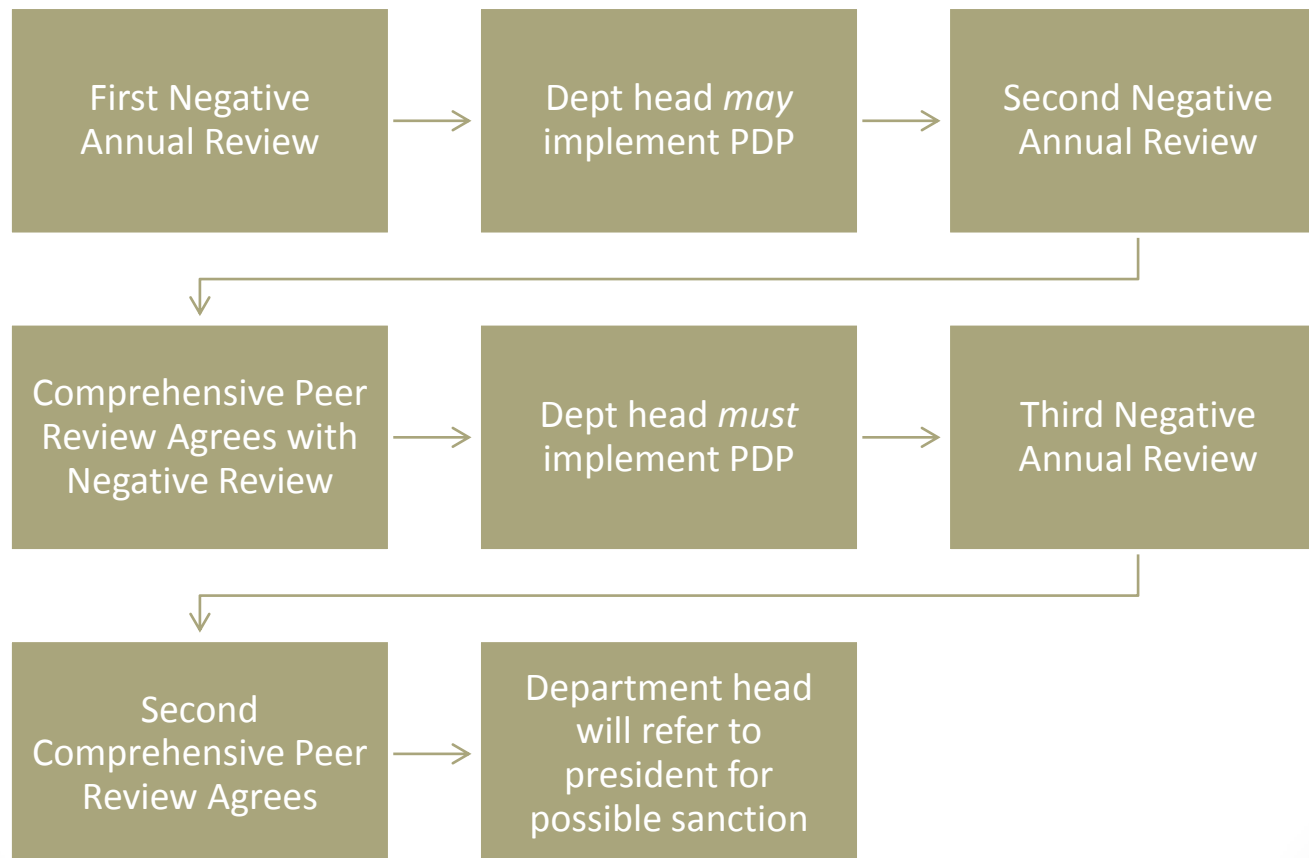 First Negative
Annual Review
Dept head may
implement PDP
Second Negative
Annual Review
Comprehensive Peer
Review Agrees with
Negative Review
Dept head must
implement PDP
Third Negative
Annual Review
Second
Comprehensive Peer
Review Agrees
Department head
will refer to
president for
possible sanction